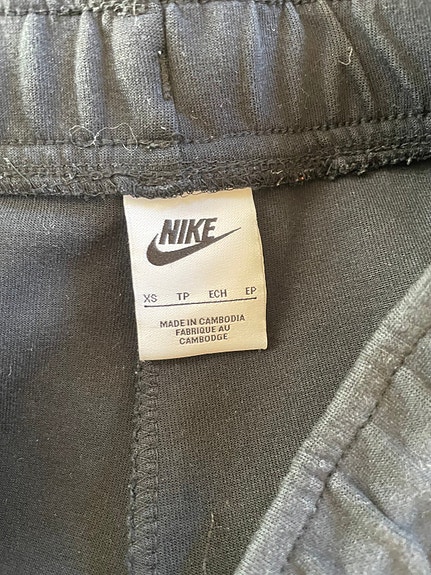 NIKE
XS TP ECH EP
MADE IN CAMBODIA
FABRIQUE AU
CAMBODGE